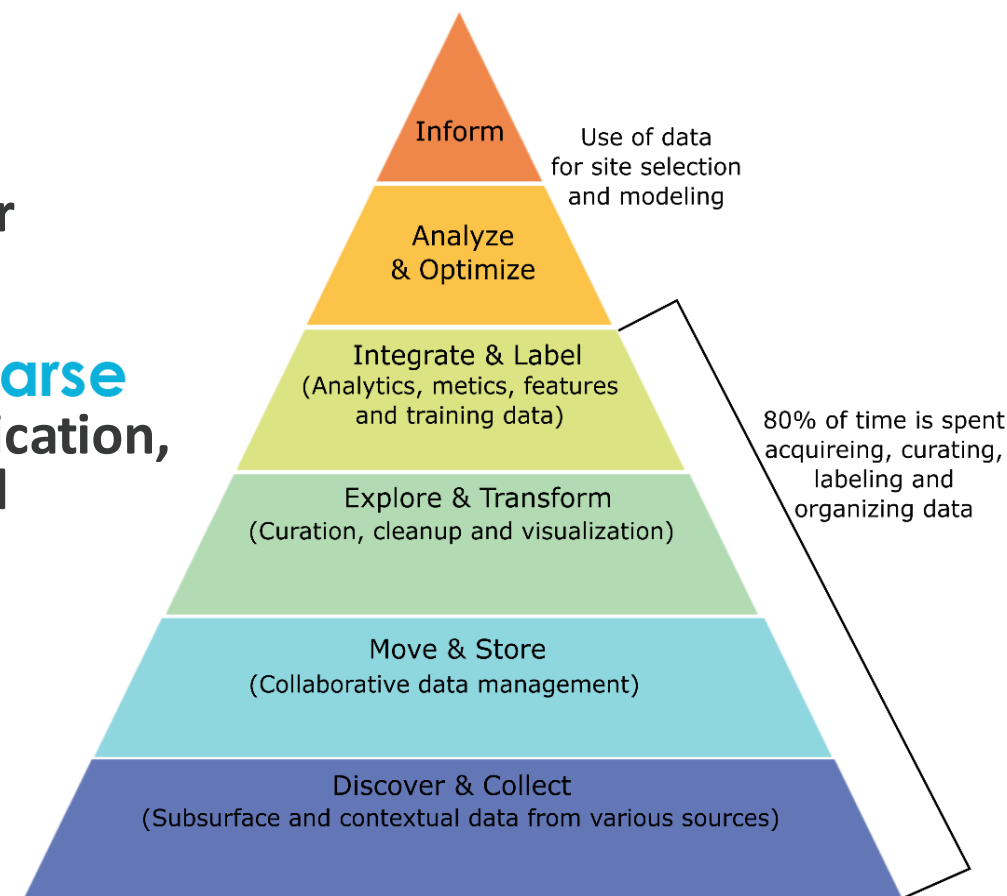 r
arse
ication,
l
Inform
Use of data
for site selection
and modeling
Analyze
& Optimize
Integrate & Label
(Analytics, metics, features
and training data)
80% of time is spent
acquireing, curating,
labeling and
organizing data
Explore & Transform
(Curation, cleanup and visualization)
Move & Store
(Collaborative data management)
Discover & Collect
(Subsurface and contextual data from various sources)